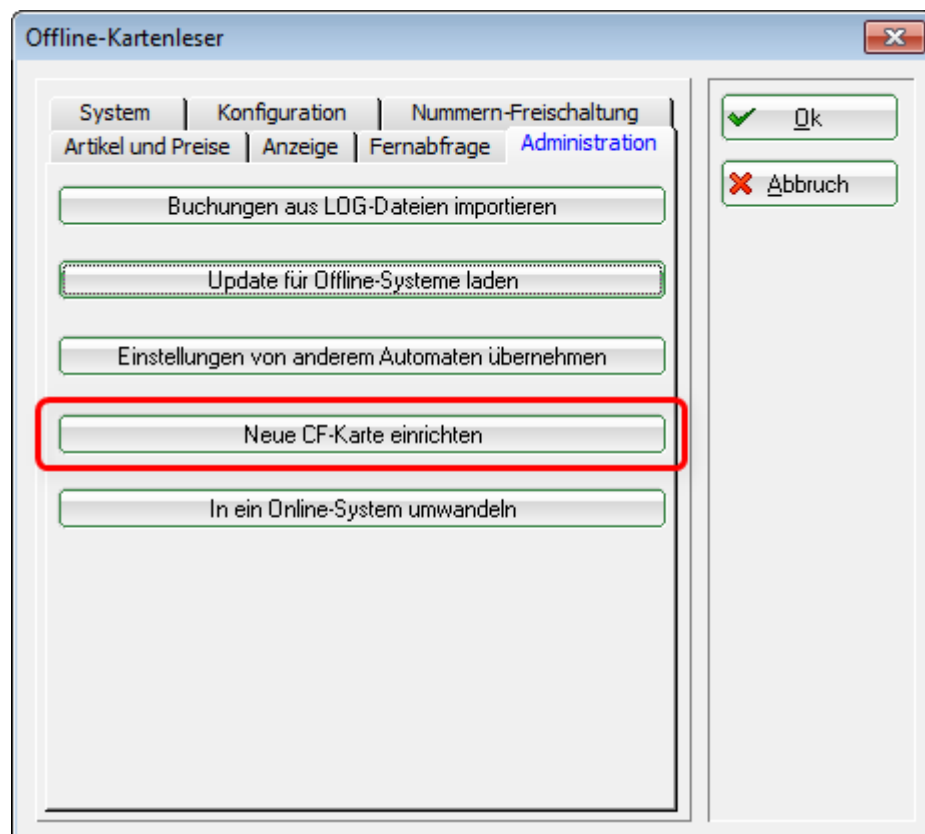 Offline-Kartenleser
System Konfiguration Nummern-Freischaltung
Artikel und Preise Anzeige Fernabfrage Administration
Buchungen aus LOG-Dateien importieren
Update für Offline-Systeme laden
Einstellungen von anderem Automaten übernehmen
Neue CF-Karte einrichten
In ein Online-System umwandeln
Ok
Abbruch